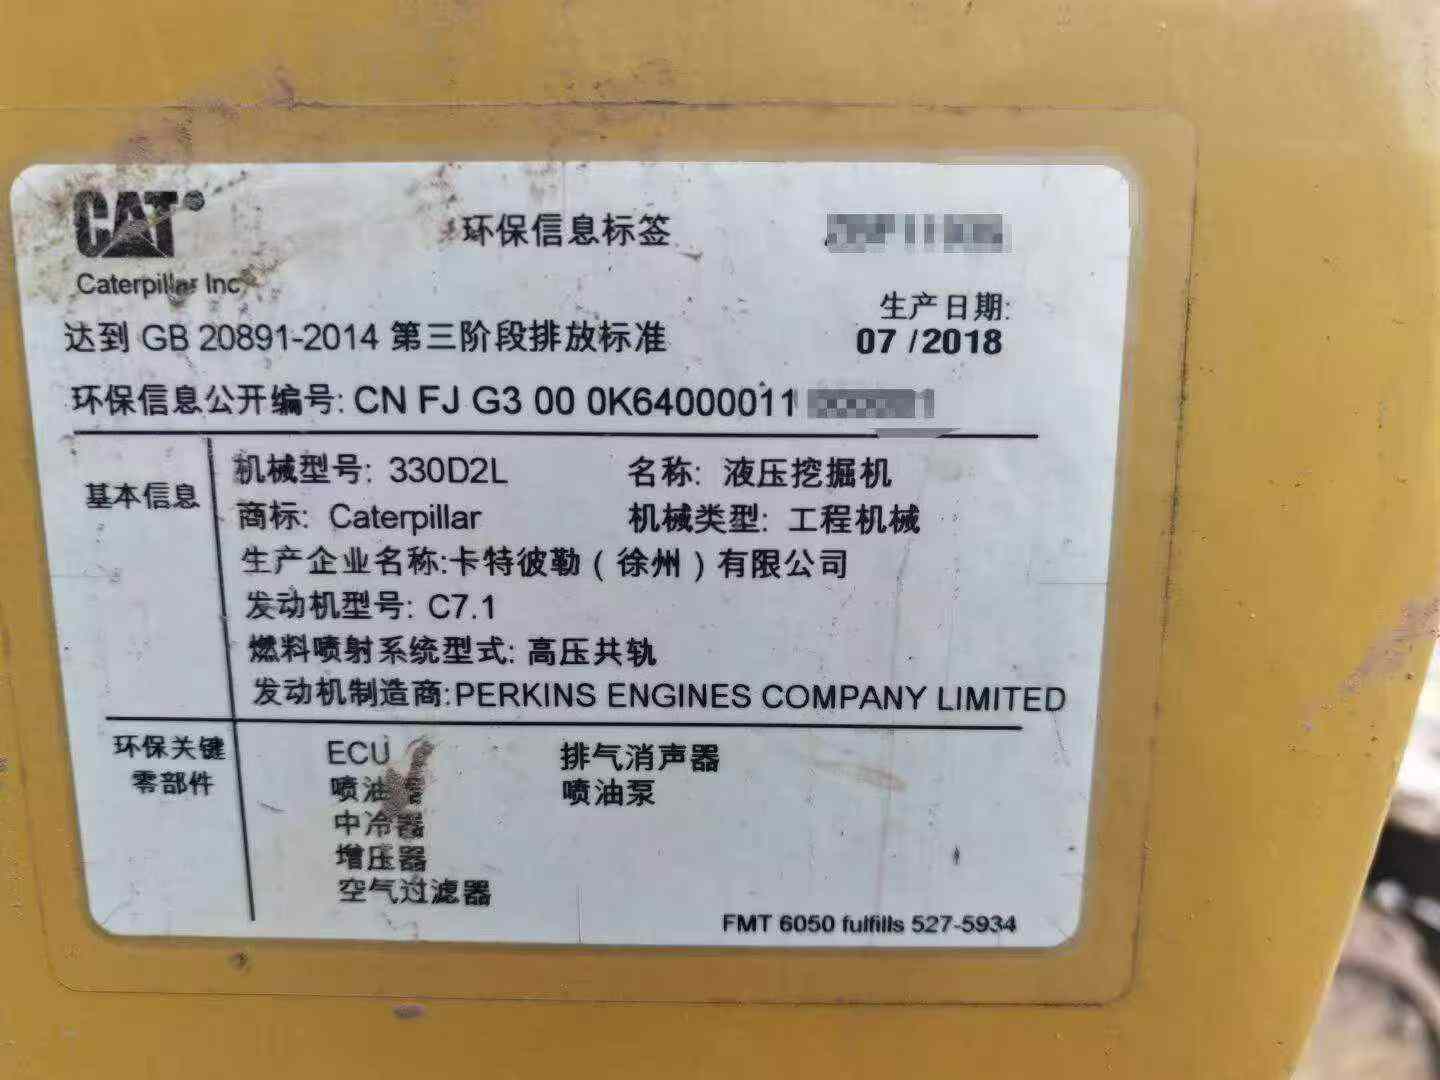 CAT®
环保信息标签
Caterpillar Inc
生产日期:
07 /2018
达到 GB 20891-2014 第三阶段排放标准
环保信息公开编号: CN FJ G3 00 0K64000011
基本信息
机械型号: 330D2L 名称: 液压挖掘机
商标: Caterpillar 机械类型: 工程机械
生产企业名称:卡特彼勒(徐州)有限公司
发动机型号: C7.1
燃料喷射系统型式: 高压共轨
发动机制造商:PERKINS ENGINES COMPANY LIMITED
环保关键
零部件
ECU 排气消声器
喷油器 喷油泵
中冷器
增压器
空气过滤器
FMT 6050 fulfills 527-5934